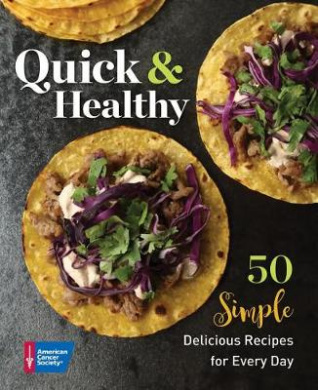 Quick &
Healthy
50
Simple
Delicious Recipes
for Every Day
American
Cancer
Society®